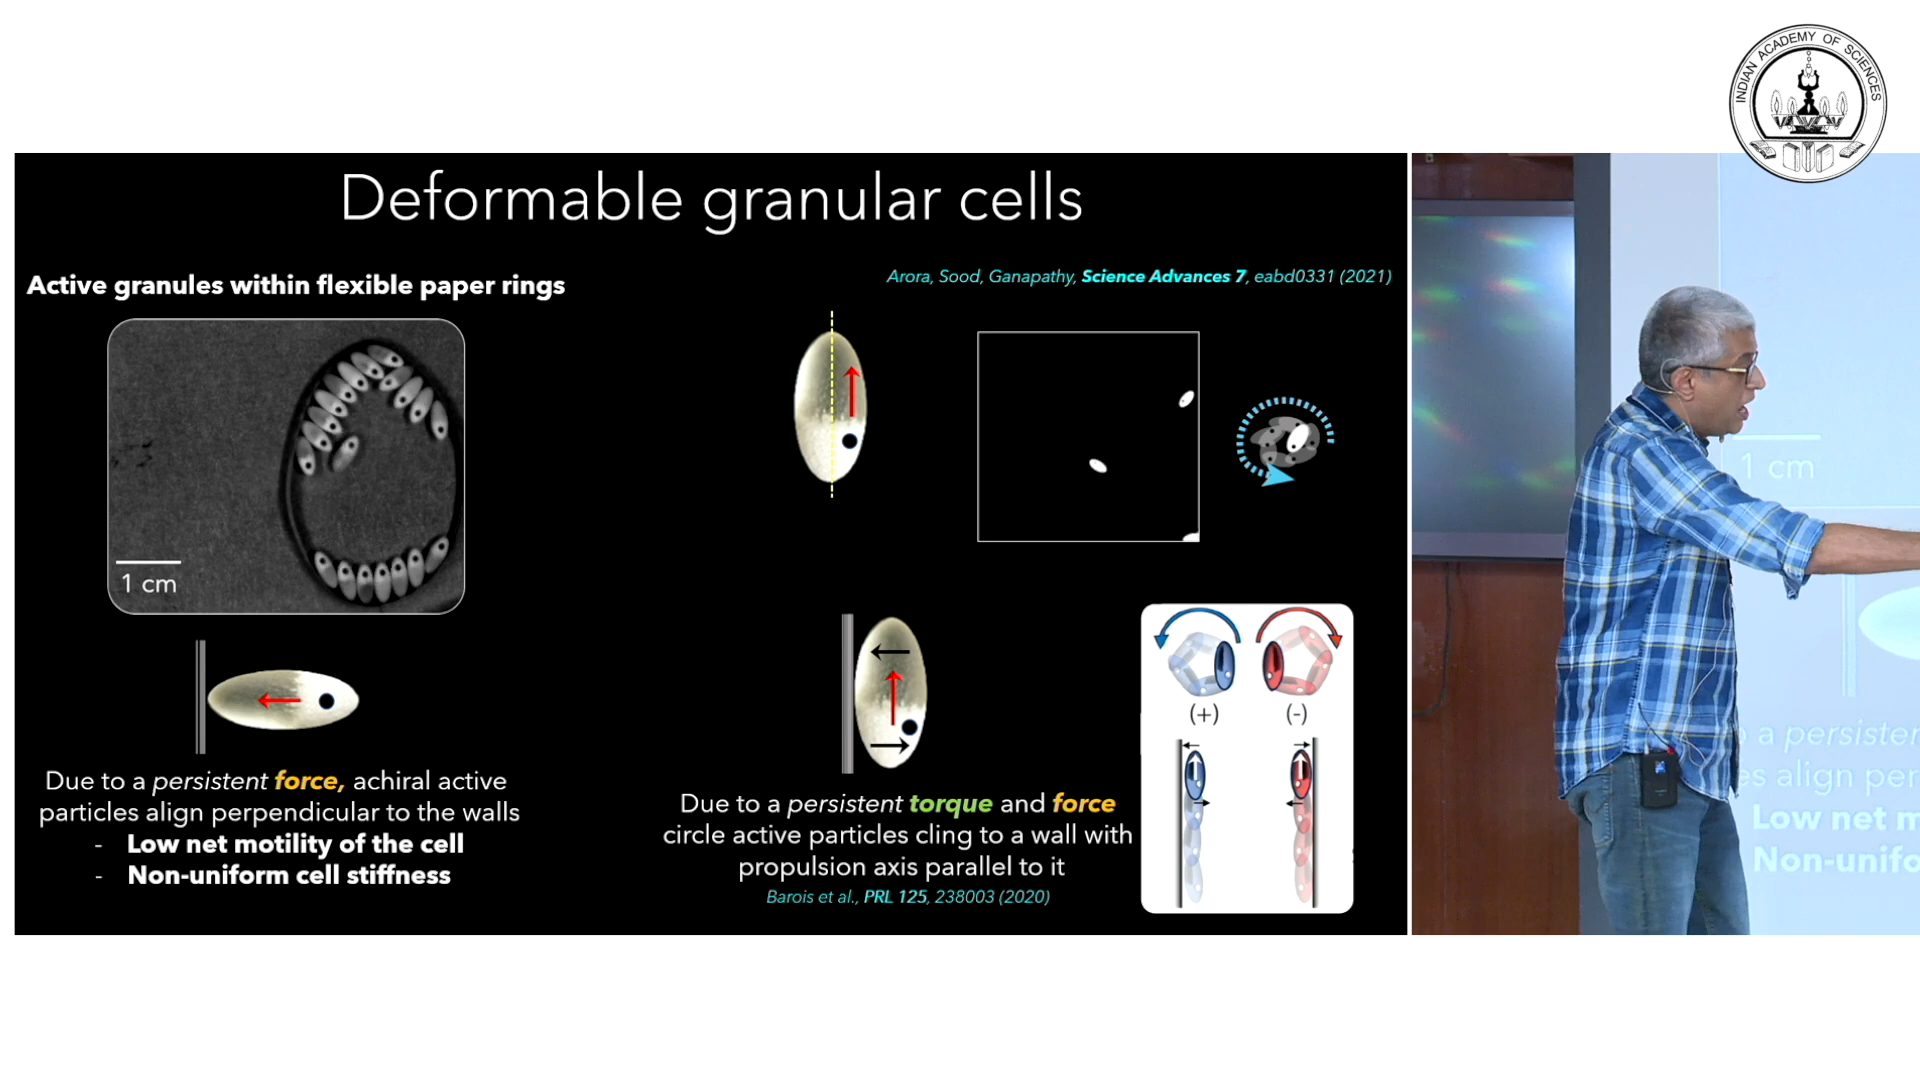 INDIAN ACADEMY OF SCIENCES
Deformable granular cells
Active granules within flexible paper rings
Arora, Sood, Ganapathy, Science Advances 7, eabd0331 (2021)
1 cm
Due to a persistent force, achiral active
particles align perpendicular to the walls
- Low net motility of the cell
- Non-uniform cell stiffness
Due to a persistent torque and force
circle active particles cling to a wall with
propulsion axis parallel to it
Barois et al., PRL 125, 238003 (2020)
(+) (-)
1 cm
a persister
es align per
Low net m
Non-unifo